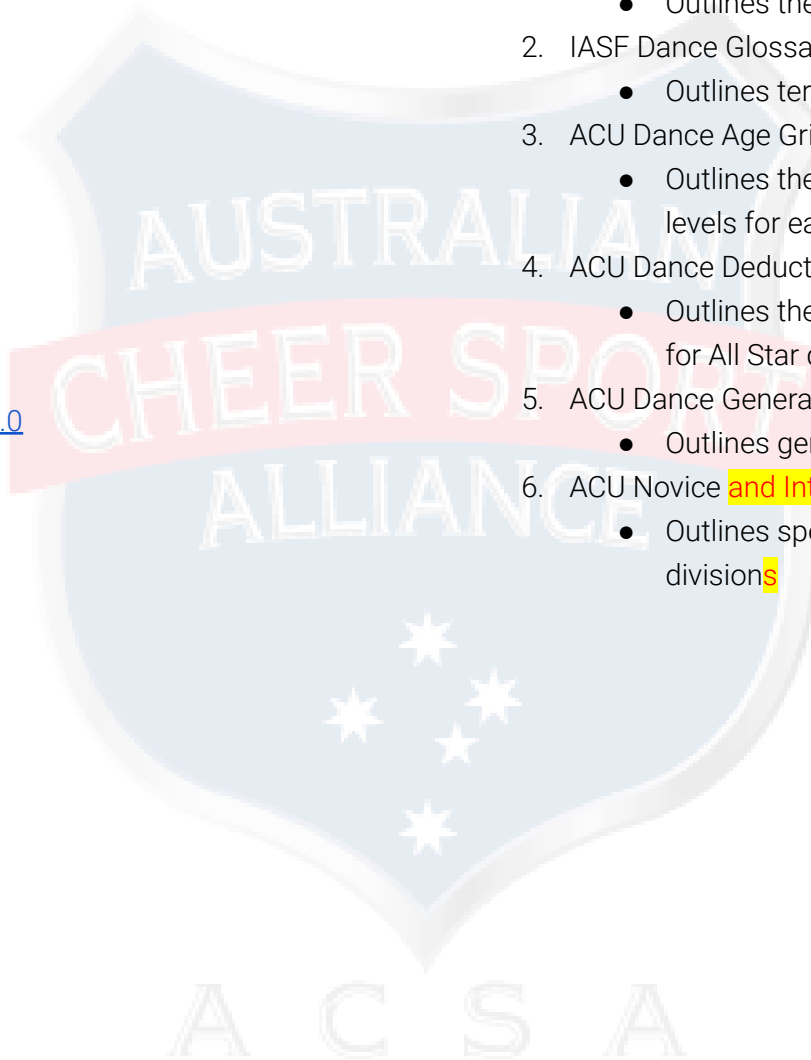 ● Outlines the
2. IASF Dance Glossa
● Outlines ter
3. ACU Dance Age Gri
● Outlines the
levels for ea
4. ACU Dance Deduct
● Outlines the
for All Star
5. ACU Dance Genera
● Outlines ge
6. ACU Novice and Int
● Outlines sp
divisions
.0
AUSTRALIAN
CHEER SPORT
ALLIANCE
A C S A